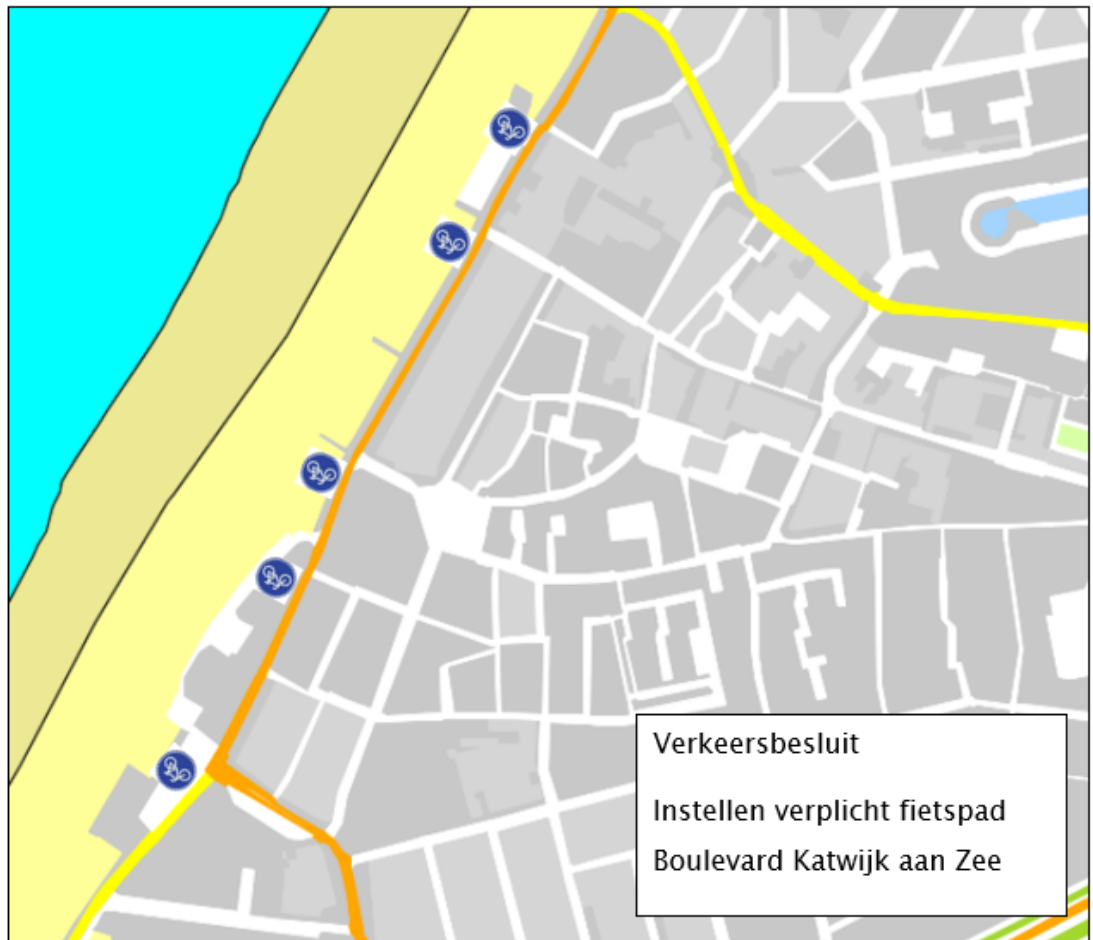 Verkeersbesluit
Instellen verplicht fietspad
Boulevard Katwijk aan Zee